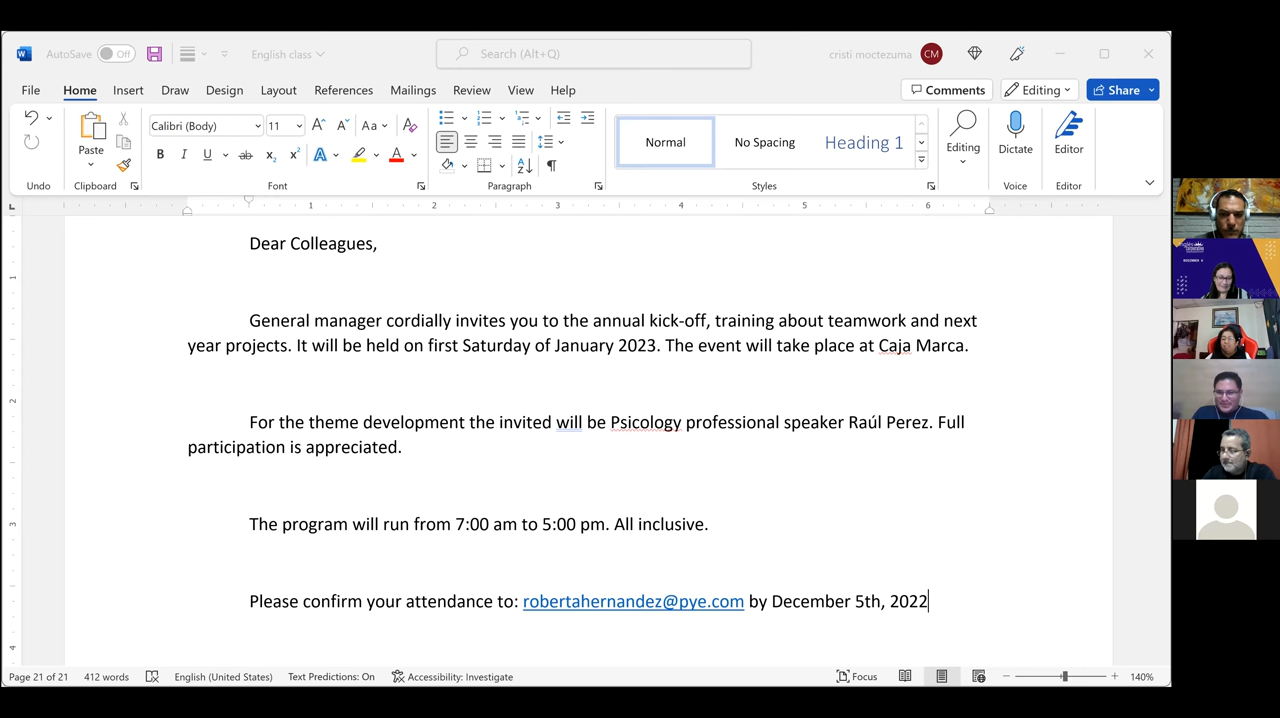 AutoSave Off English class Search (Alt+Q) cristi moctezuma CM
File Home Insert Draw Design Layout References Mailings Review View Help Comments Editing Share
Calibri (Body) 11 Aa Normal No Spacing Heading 1
Paste Editing Dictate Editor
Undo Clipboard Font Paragraph Styles Voice Editor
1 2 3 4 5 6
Dear Colleagues,
General manager cordially invites you to the annual kick-off, training about teamwork and next
year projects. It will be held on first Saturday of January 2023. The event will take place at Caja Marca.
For the theme development the invited will be Psicology professional speaker Raúl Perez. Full
participation is appreciated.
The program will run from 7:00 am to 5:00 pm. All inclusive.
Please confirm your attendance to: robertahernandez@pye.com by December 5th, 2022
Page 21 of 21 412 words English (United States) Text Predictions: On Accessibility: Investigate Focus 140%